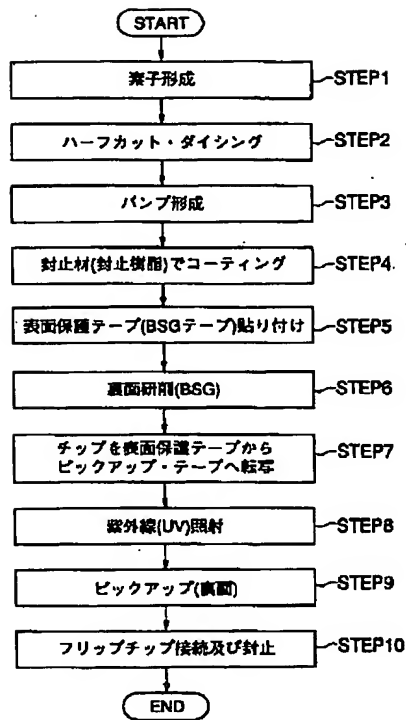 START
素子形成
STEP1
ハーフカット・ダイシング
STEP2
バンプ形成
STEP3
封止材(封止樹脂)でコーティング
STEP4
表面保護テープ(BSGテープ)貼り付け
STEP5
裏面研削(BSG)
STEP6
チップを表面保護テープから
ピックアップ・テープへ転写
STEP7
紫外線(UV)照射
STEP8
ピックアップ(裏面)
STEP9
フリップチップ接続及び封止
STEP10
END